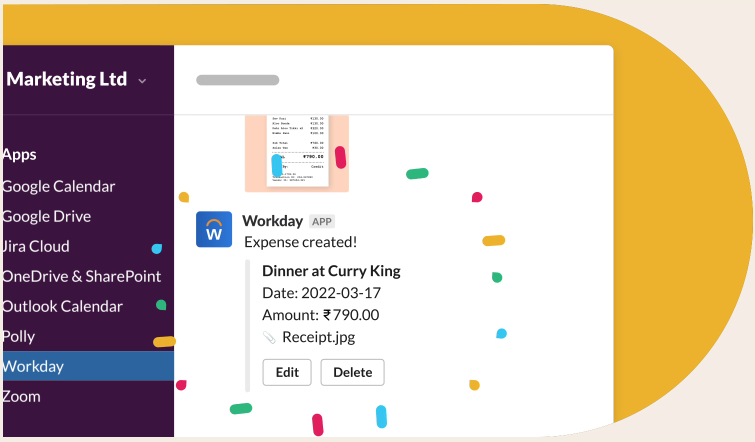 Marketing Ltd
Apps
Google Calendar
Google Drive
Jira Cloud
OneDrive & SharePoint
Outlook Calendar
Polly
Workday
Zoom
₹790.00
Credit
W
Workday APP
Expense created!
Dinner at Curry King
Date: 2022-03-17
Amount: ₹790.00
Receipt.jpg
Edit Delete